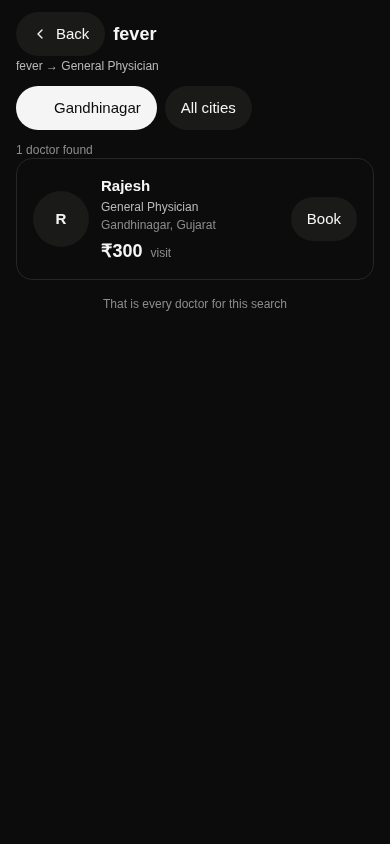 Back fever
fever → General Physician
Gandhinagar All cities
1 doctor found
Rajesh
General Physician
R
Gandhinagar, Gujarat
Book
₹300 visit
That is every doctor for this search